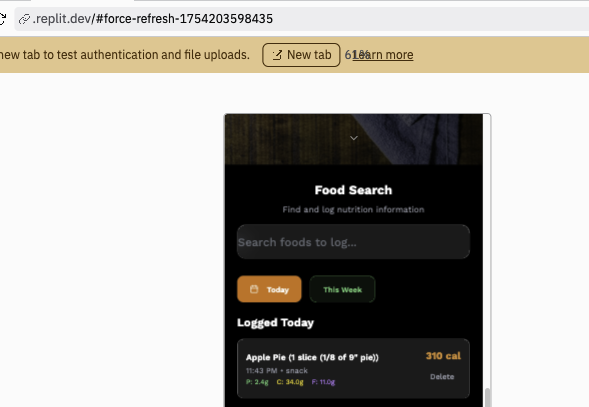 .replit.dev/#force-refresh-1754203598435
new tab to test authentication and file uploads. New tab Learn more
Food Search
Find and log nutrition information
Search foods to log...
Today This Week
Logged Today
Apple Pie (1 slice (1/8 of 9" pie)) 310 cal
11:43 PM • snack Delete
P: 2.4g C: 34.0g F: 11.0g